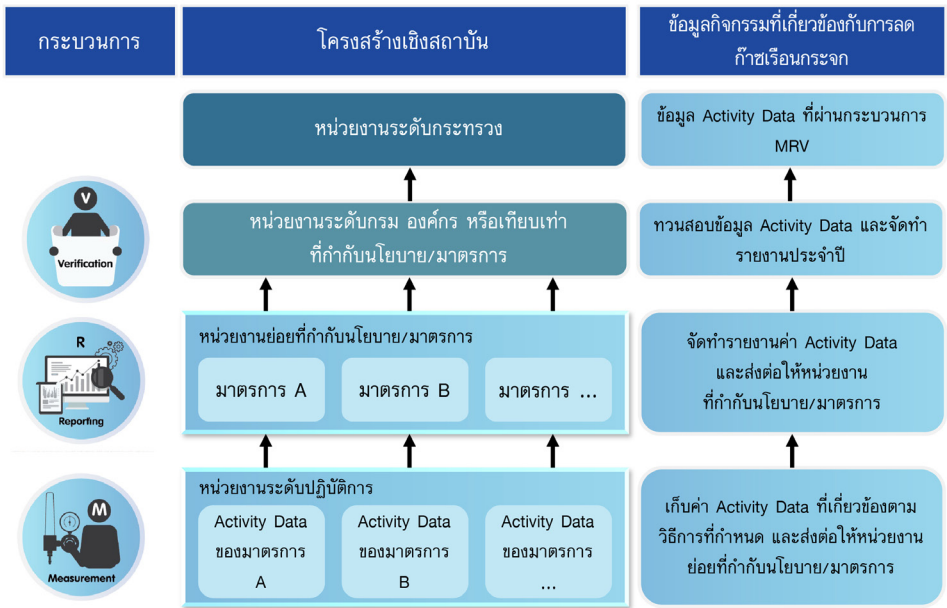 กระบวนการ
โครงสร้างเชิงสถาบัน
ข้อมูลกิจกรรมที่เกี่ยวข้องกับการลด
ก๊าซเรือนกระจก
หน่วยงานระดับกระทรวง
ข้อมูล Activity Data ที่ผ่านกระบวนการ
MRV
V
Verification
หน่วยงานระดับกรม องค์กร หรือเทียบเท่า
ที่กำกับนโยบาย/มาตรการ
ทวนสอบข้อมูล Activity Data และจัดทำ
รายงานประจำปี
R
Reporting
หน่วยงานย่อยที่กำกับนโยบาย/มาตรการ
มาตรการ A
มาตรการ B
มาตรการ ...
จัดทำรายงานค่า Activity Data
และส่งต่อให้หน่วยงาน
ที่กำกับนโยบาย/มาตรการ
M
Measurement
หน่วยงานระดับปฏิบัติการ
Activity Data
ของมาตรการ
A
Activity Data
ของมาตรการ
B
Activity Data
ของมาตรการ
...
เก็บค่า Activity Data ที่เกี่ยวข้องตาม
วิธีการที่กำหนด และส่งต่อให้หน่วยงาน
ย่อยที่กำกับนโยบาย/มาตรการ